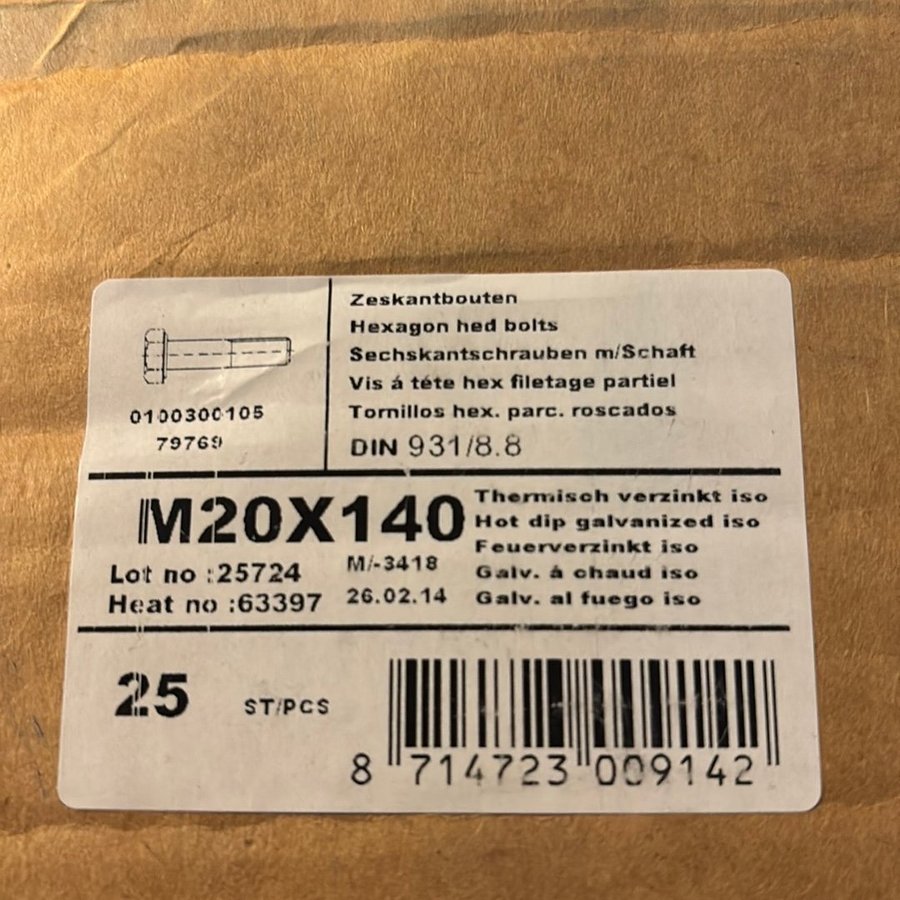 Zeskantbouten
Hexagon hed bolts
Sechskantschrauben m/Schaft
Vis á téte hex filetage partiel
Tornillos hex. parc. roscados
DIN 931/8.8
0100300105
79769
M20X140
Thermisch verzinkt iso
Hot dip galvanized iso
Feuerverzinkt iso
Galv. á chaud iso
Galv. al fuego iso
Lot no :25724 M/-3418
Heat no :63397 26.02.14
25 ST/PCS
8 714723 009142